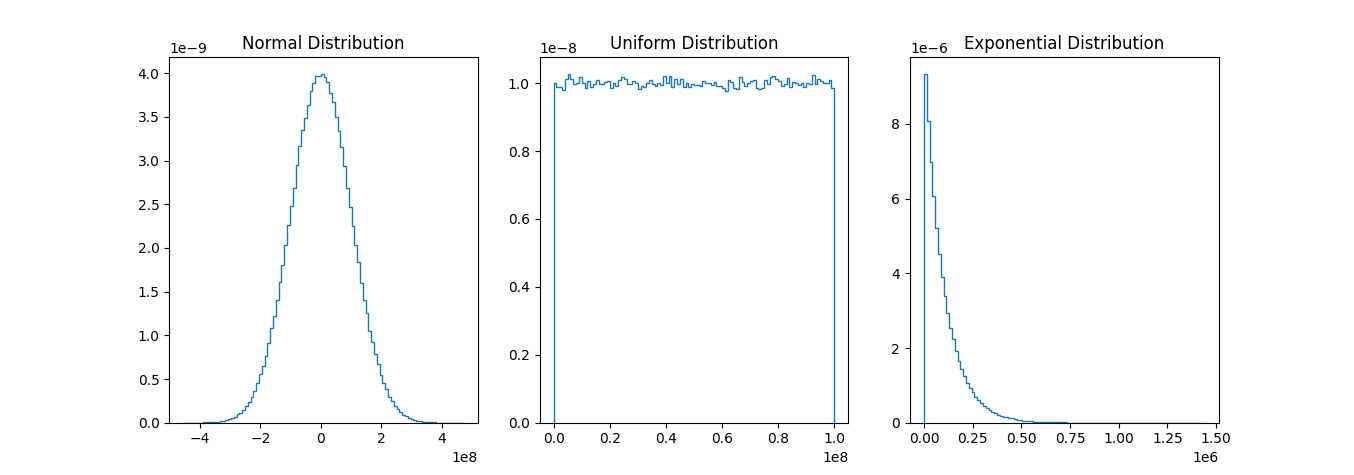 Normal Distribution
1e−9
4.0
3.5
3.0
2.5
2.0
1.5
1.0
0.5
0.0
−4 −2 0 2 4
1e8
Uniform Distribution
1e−8
1.0
0.8
0.6
0.4
0.2
0.0
0.0 0.2 0.4 0.6 0.8 1.0
1e8
Exponential Distribution
1e−6
8
6
4
2
0
0.00 0.25 0.50 0.75 1.00 1.25 1.50
1e6